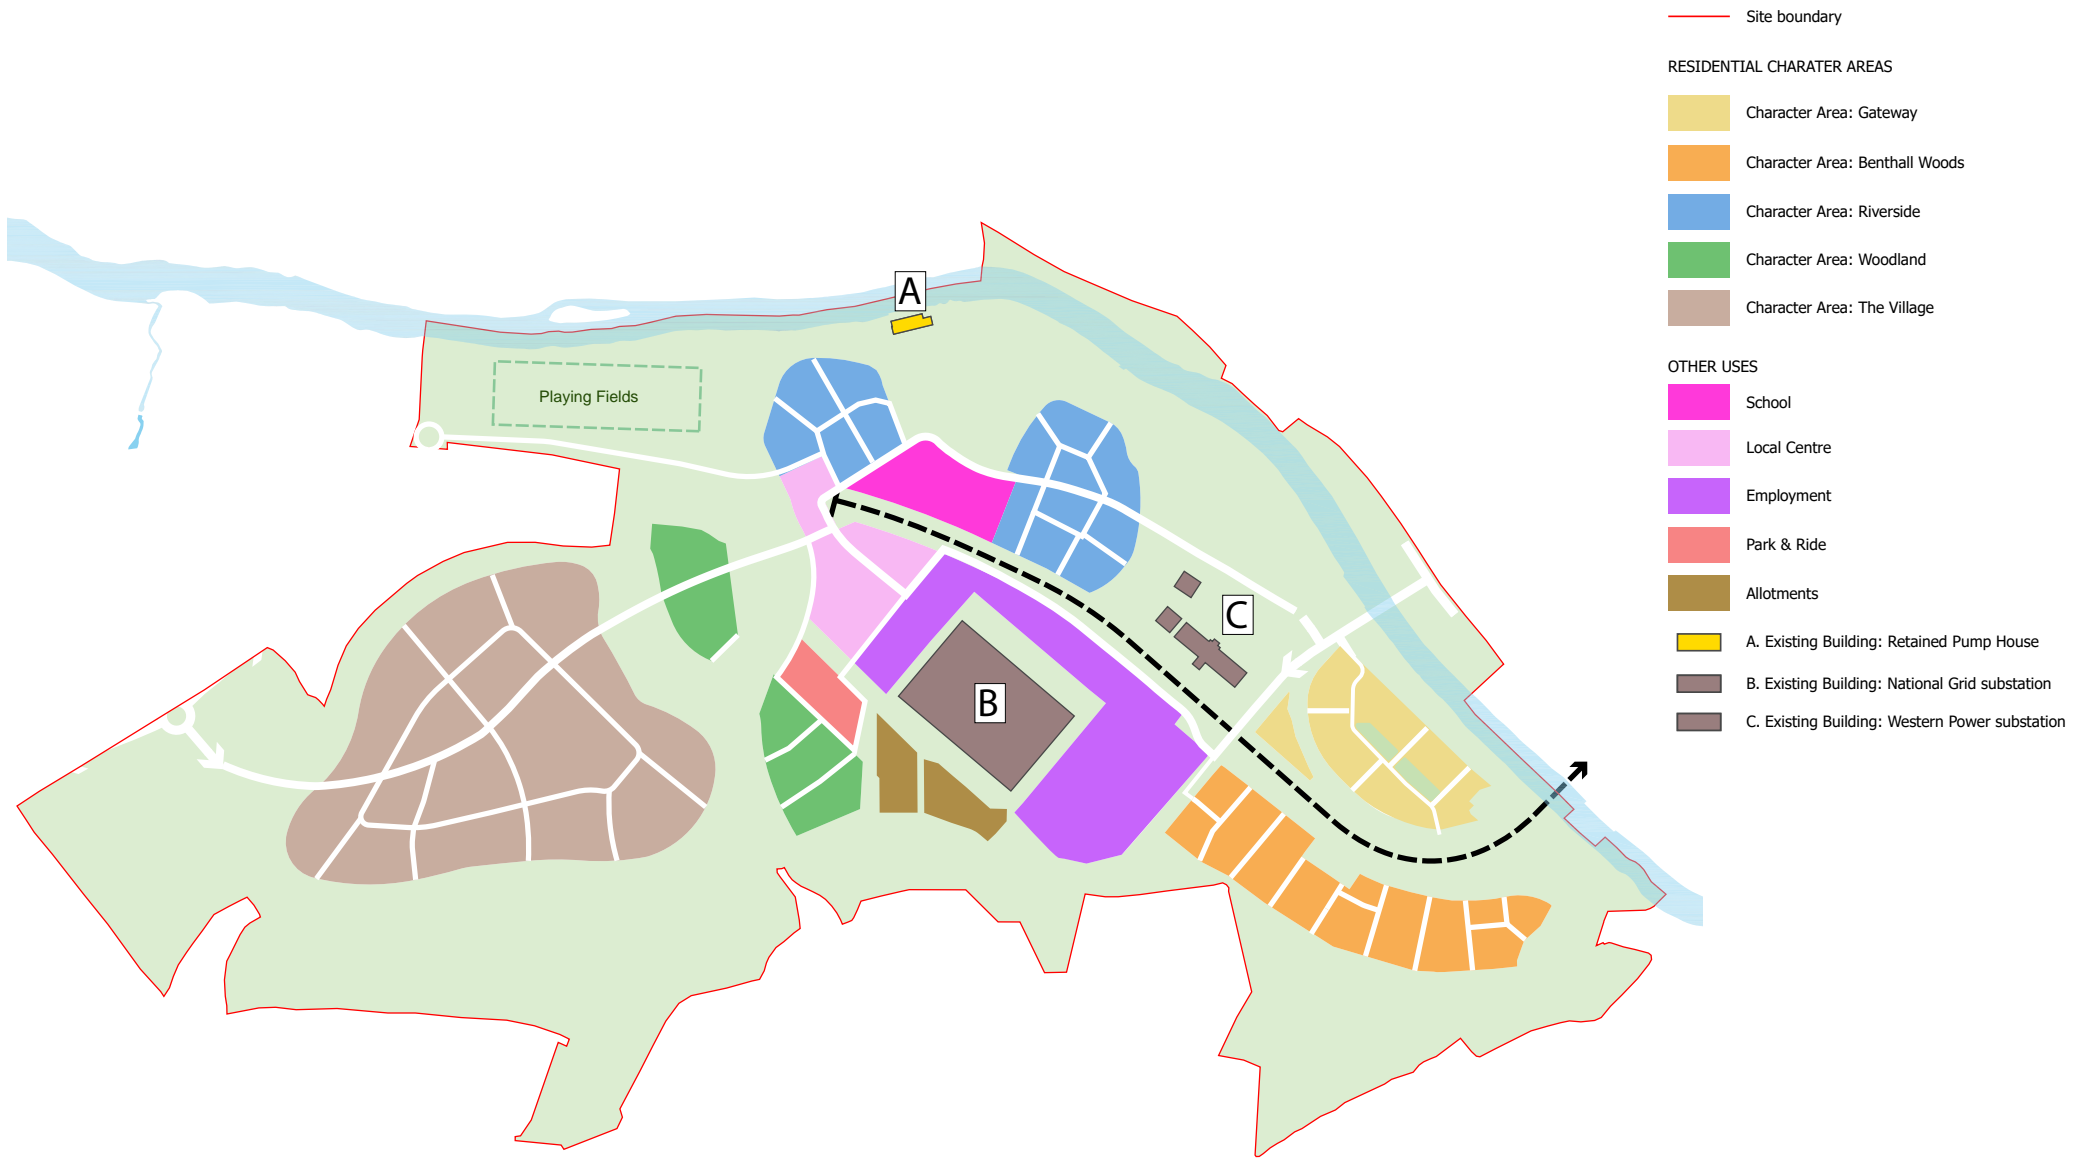 Site boundary
RESIDENTIAL CHARATER AREAS
Character Area: Gateway
Character Area: Benthall Woods
Character Area: Riverside
Character Area: Woodland
Character Area: The Village
OTHER USES
School
Local Centre
Employment
Park & Ride
Allotments
A. Existing Building: Retained Pump House
B. Existing Building: National Grid substation
C. Existing Building: Western Power substation
A
Playing Fields
C
B